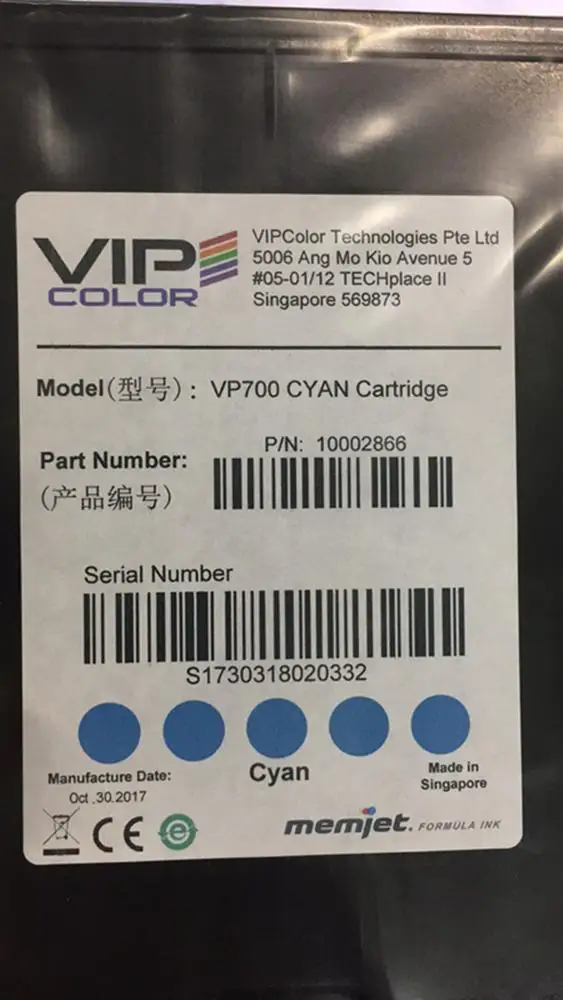 VIP
COLOR
VIPColor Technologies Pte Ltd
5006 Ang Mo Kio Avenue 5
#05-01/12 TECHplace II
Singapore 569873
Model(型号): VP700 CYAN Cartridge
P/N: 10002866
Part Number:
(产品编号)
Serial Number
S1730318020332
Cyan
Manufacture Date:
Oct .30.2017
Made in
Singapore
CE
e
memjet. FORMULA INK